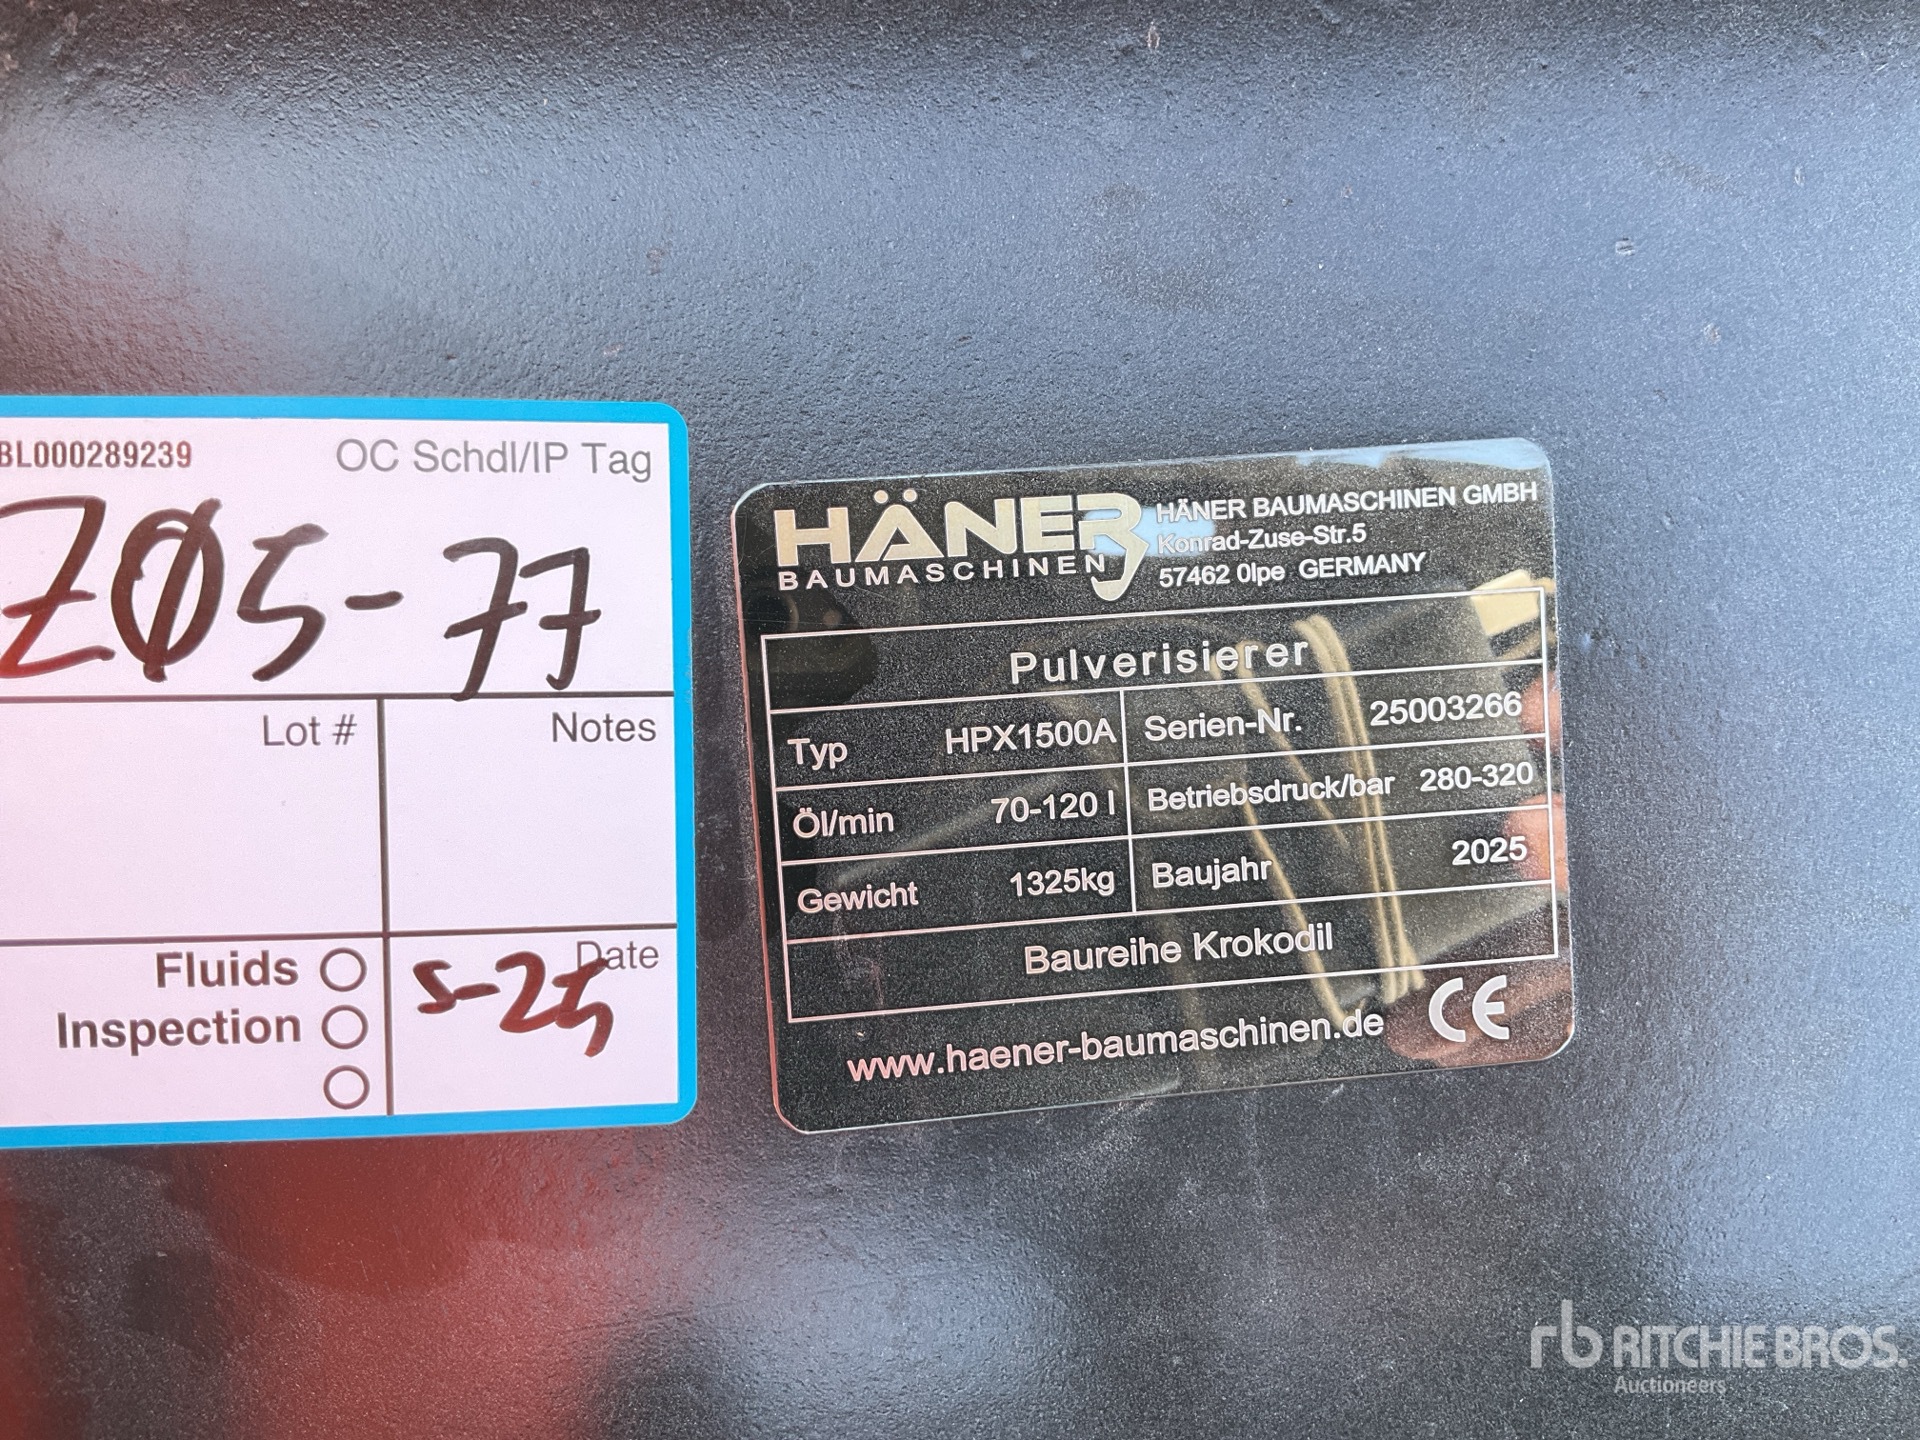 BL000289239 OC Schdl/IP Tag
ZØ5-77
Lot # Notes
Fluids
Inspection
Date
5-25
HÄNER
BAUMASCHINEN
HÄNER BAUMASCHINEN GMBH
Konrad-Zuse-Str.5
57462 Olpe GERMANY
Pulverisierer
Typ HPX1500A Serien-Nr. 25003266
Öl/min 70-120 l Betriebsdruck/bar 280-320
Gewicht 1325kg Baujahr 2025
Baureihe Krokodil
www.haener-baumaschinen.de CE
rb RITCHIE BROS.
Auctioneers